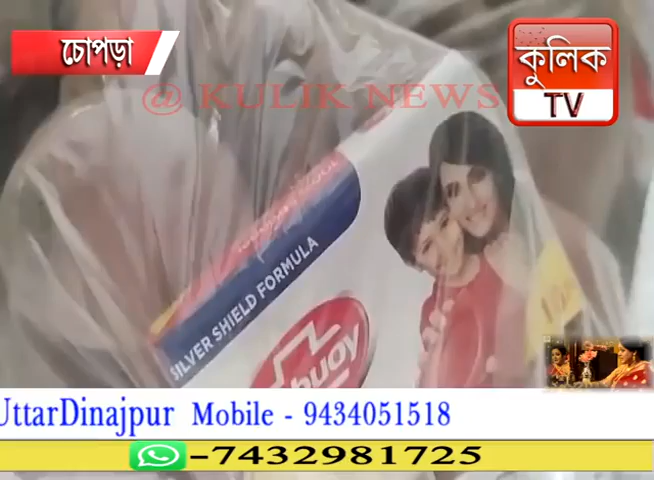 চোপড়া
কুলিক
TV
@ KULIK NEWS
SILVER SHIELD FORMULA
buoy
UttarDinajpur Mobile - 9434051518
-7432981725